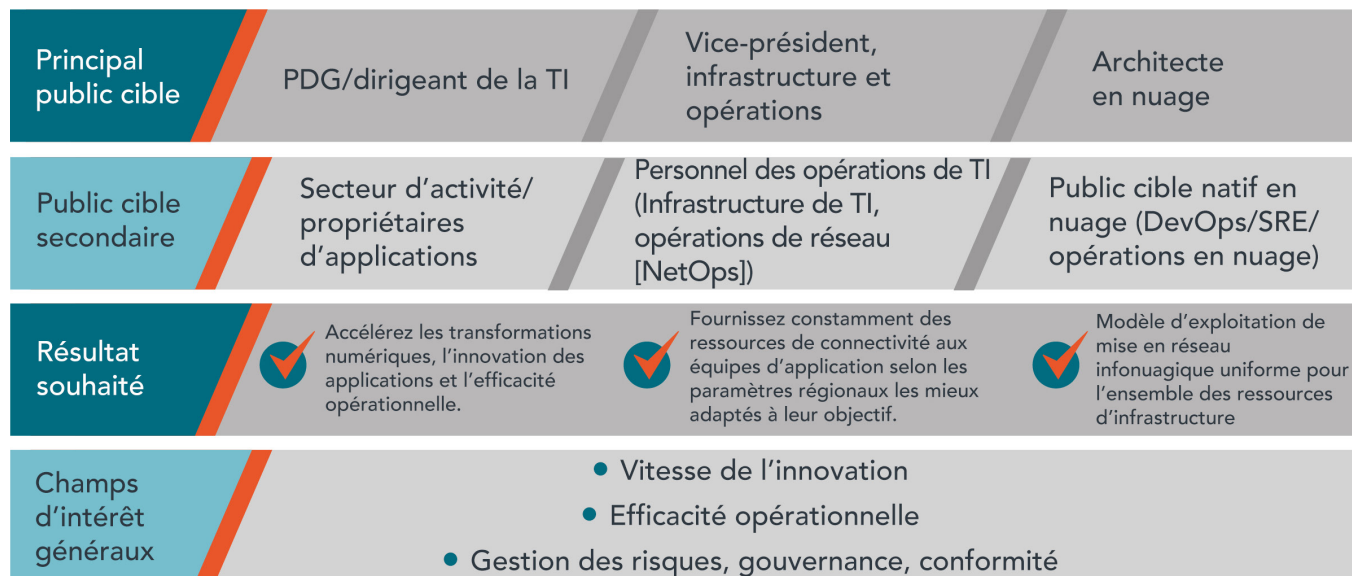 Principal
public cible
PDG/dirigeant de la TI
Vice-président,
infrastructure et
opérations
Architecte
en nuage
Public cible
secondaire
Secteur d’activité/
propriétaires
d’applications
Personnel des opérations de TI
(Infrastructure de TI,
opérations de réseau
[NetOps])
Public cible natif en
nuage (DevOps/SRE/
opérations en nuage)
Résultat
souhaité
Accélérez les transformations
numériques, l’innovation des
applications et l’efficacité
opérationnelle.
Fournissez constamment des
ressources de connectivité aux
équipes d’application selon les
paramètres régionaux les mieux
adaptés à leur objectif.
Modèle d’exploitation de
mise en réseau
infonuagique uniforme pour
l’ensemble des ressources
d’infrastructure
Champs
d’intérêt
généraux
• Vitesse de l’innovation
• Efficacité opérationnelle
• Gestion des risques, gouvernance, conformité